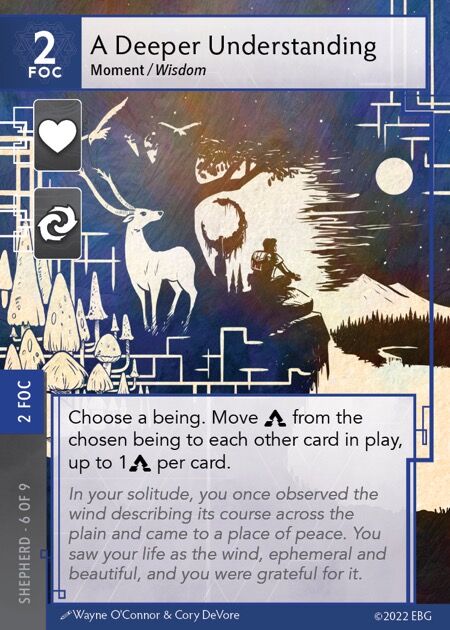 2
FOC
A Deeper Understanding
Moment / Wisdom
2 FOC
Choose a being. Move from the
chosen being to each other card in play,
up to 1 per card.
In your solitude, you once observed the
wind describing its course across the
plain and came to a place of peace. You
saw your life as the wind, ephemeral and
beautiful, and you were grateful for it.
SHEPHERD - 6 OF 9
Wayne O'Connor & Cory DeVore
©2022 EBG